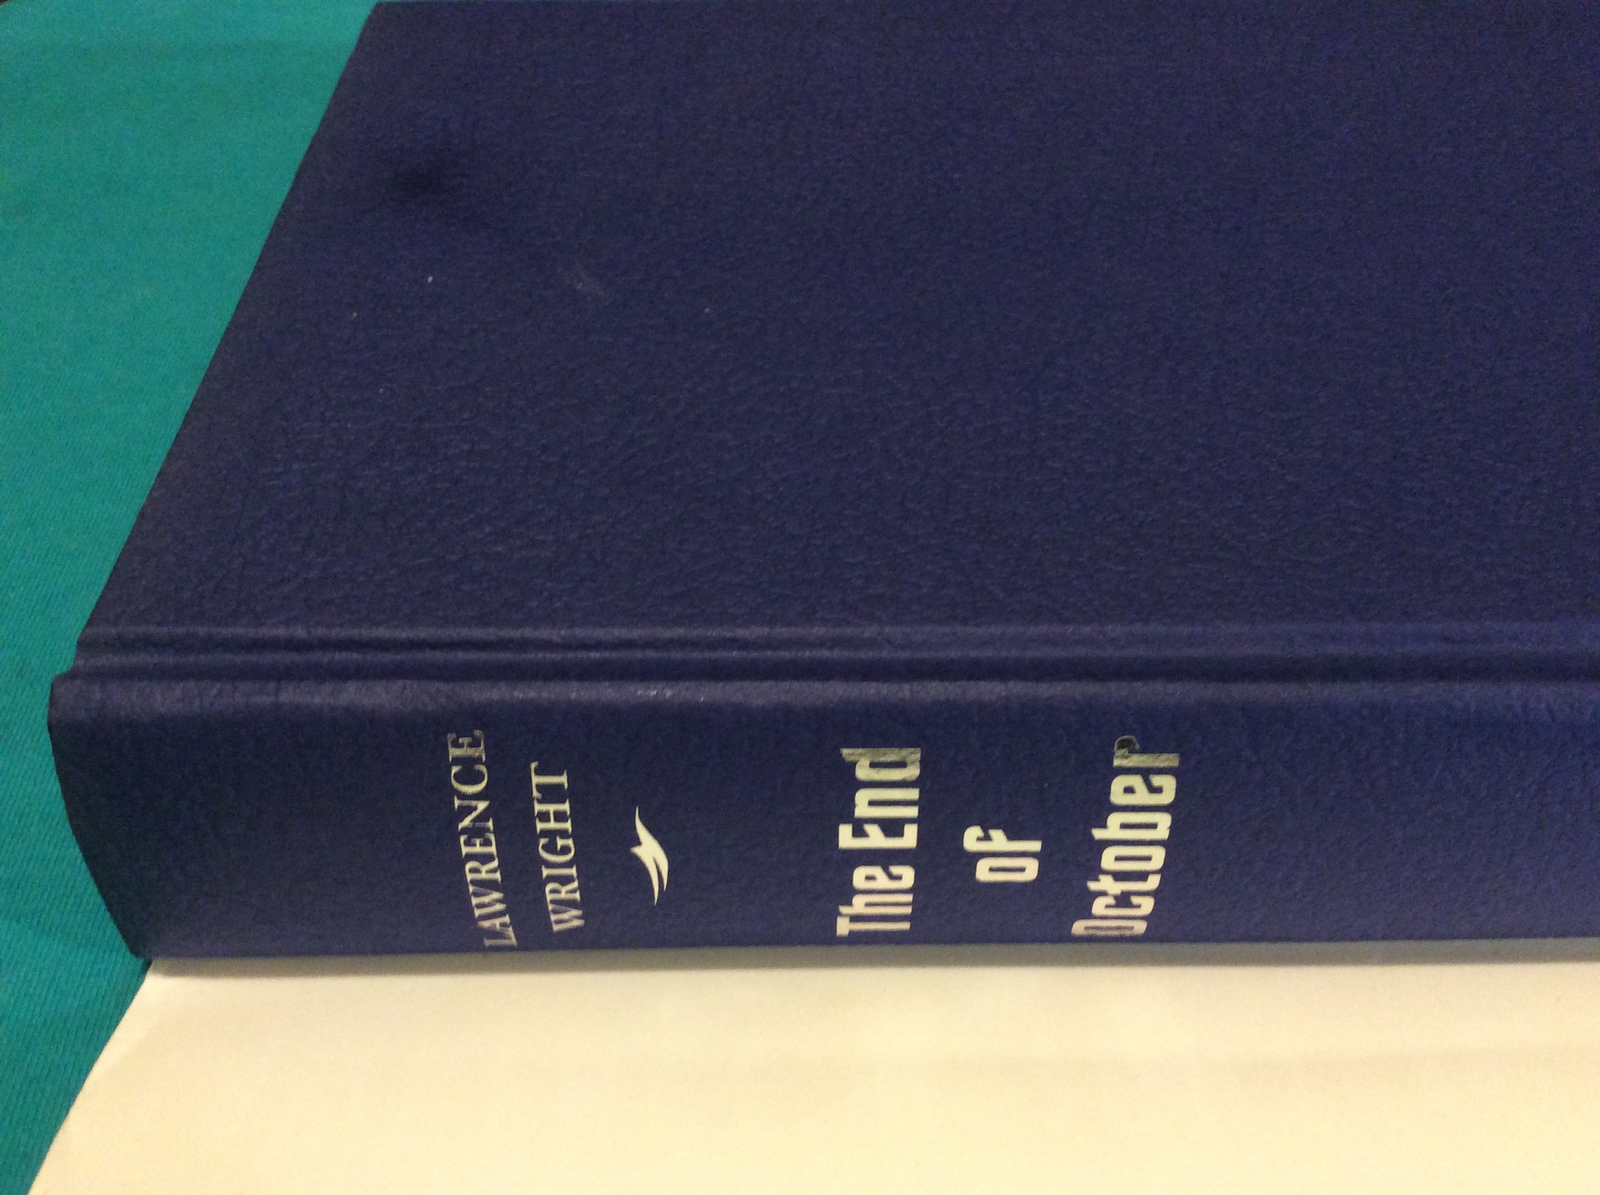 LAWRENCE
WRIGHT
The End
of
October